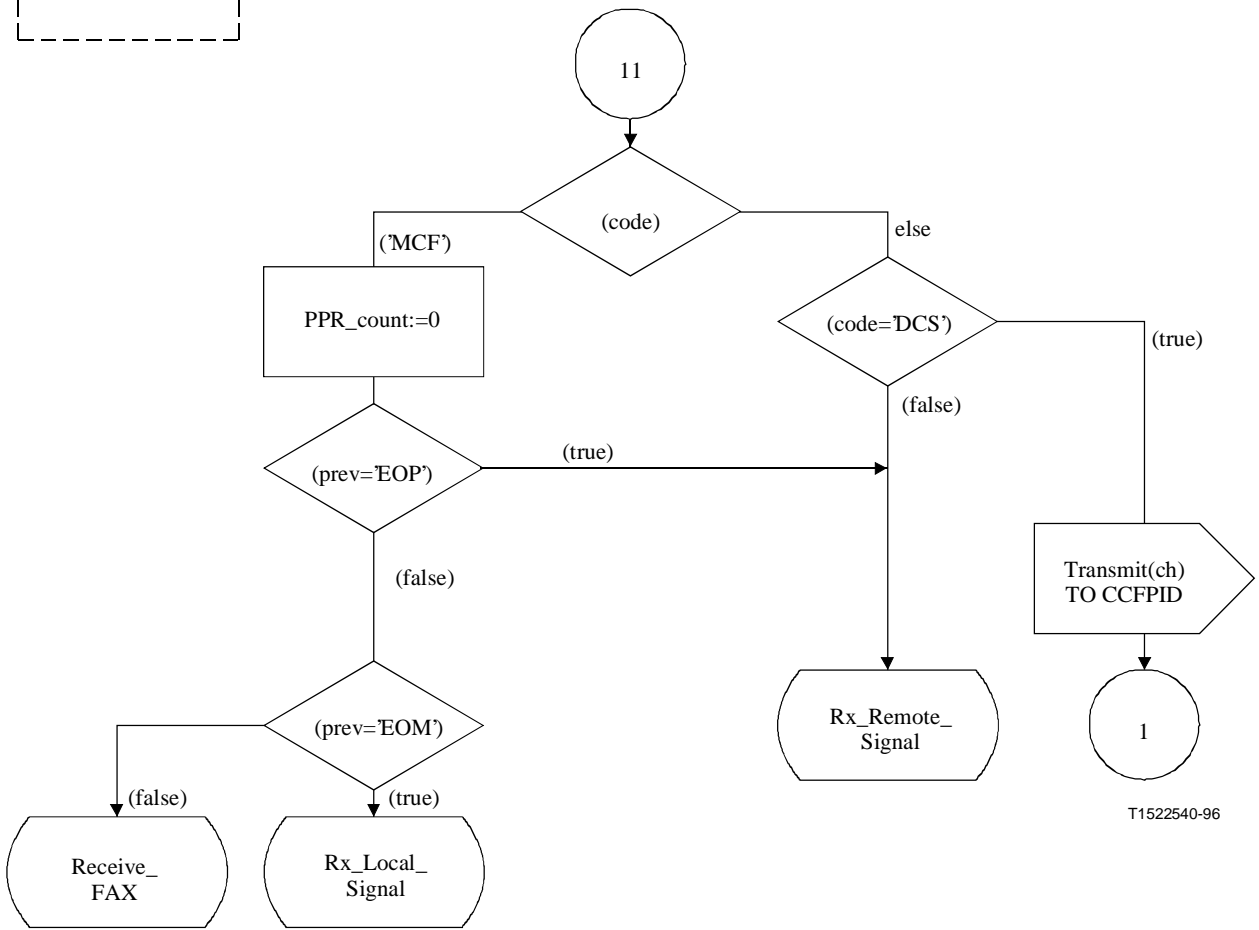 11
(code)
('MCF')
else
PPR_count:=0
(code='DCS')
(true)
(false)
(prev='EOP')
(true)
(false)
Transmit(ch)
TO CCFPID
(prev='EOM')
Rx_Remote_
Signal
1
(false)
(true)
T1522540-96
Receive_
FAX
Rx_Local_
Signal